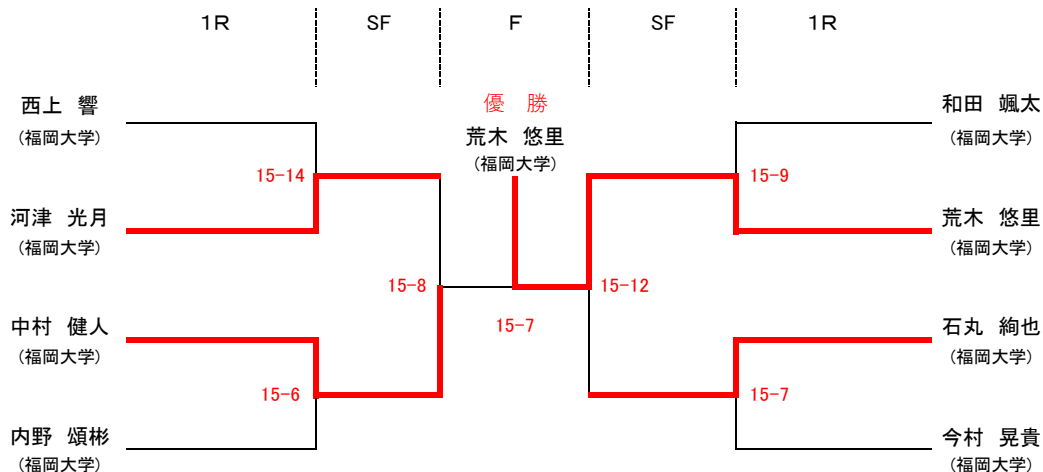 1R SF F SF 1R
西上 響
(福岡大学)
15-14
河津 光月
(福岡大学)
15-8
中村 健人
(福岡大学)
15-6
内野 頌彬
(福岡大学)
優 勝
荒木 悠里
(福岡大学)
15-7
和田 颯太
(福岡大学)
15-9
荒木 悠里
(福岡大学)
15-12
石丸 絢也
(福岡大学)
15-7
今村 晃貴
(福岡大学)